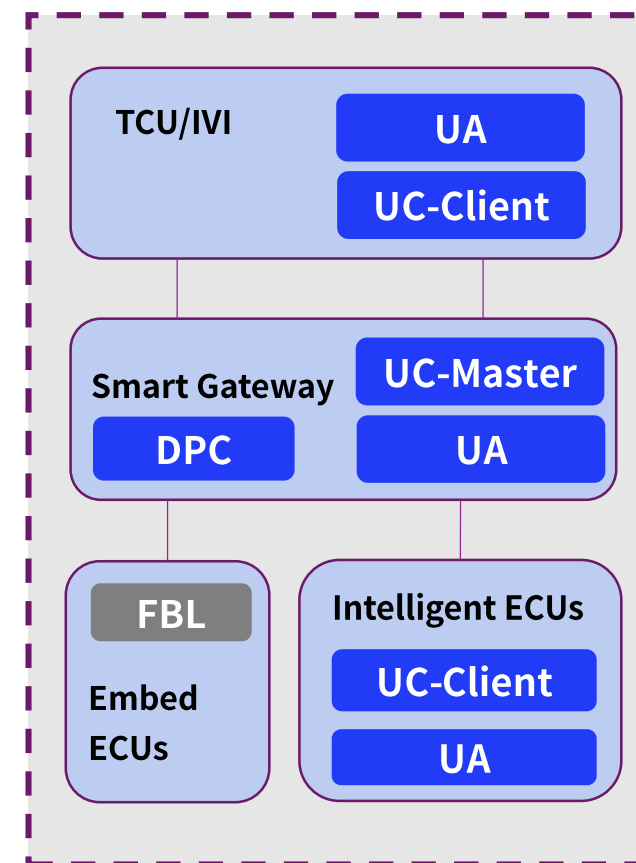 TCU/IVI
UA
UC-Client
Smart Gateway
UC-Master
DPC
UA
FBL
Embed
ECUs
Intelligent ECUs
UC-Client
UA